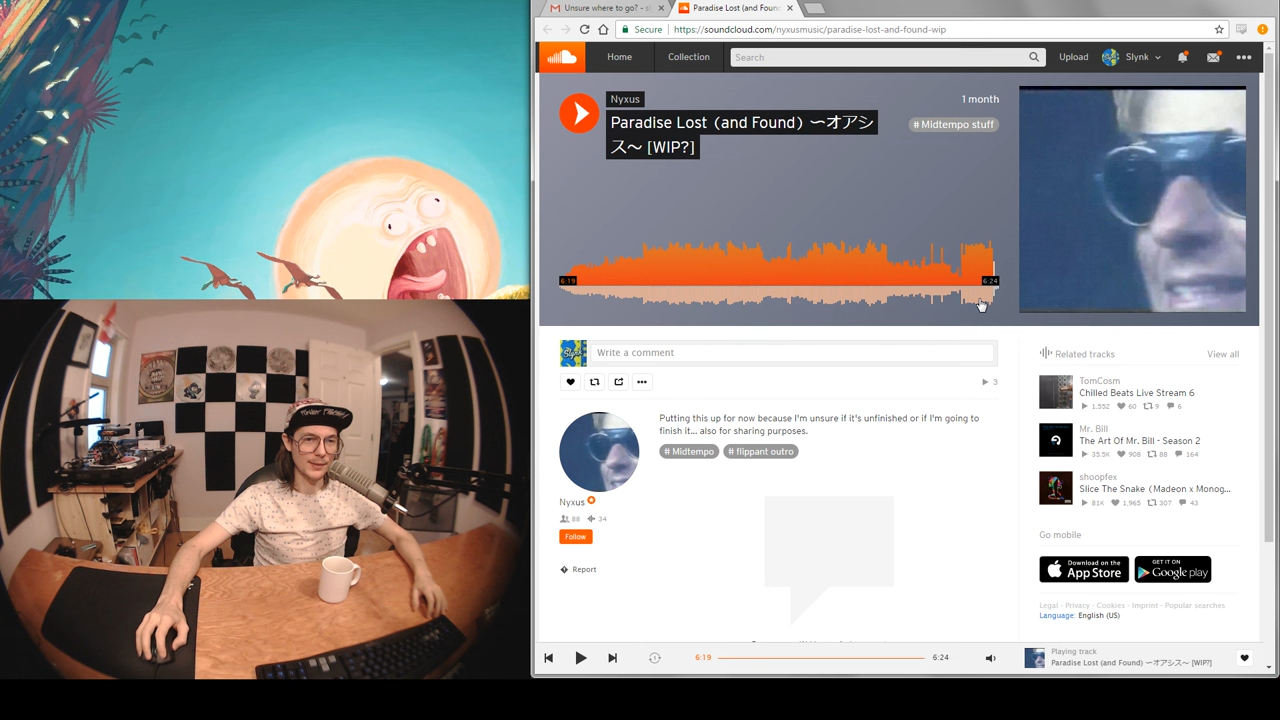 Unsure where to go? - sl
Paradise Lost (and Found
Secure
https://soundcloud.com/nyxusmusic/paradise-lost-and-found-wip
Home
Collection
Search
Upload
Slynk
Nyxus
1 month
Paradise Lost (and Found) 〜オアシ
ス〜 [WIP?]
# Midtempo stuff
6:19
6:24
Write a comment
3
Putting this up for now because I'm unsure if it's unfinished or if I'm going to
finish it... also for sharing purposes.
# Midtempo
# flippant outro
Nyxus
88
34
Follow
Report
Related tracks
View all
TomCosm
Chilled Beats Live Stream 6
1,552
60
9
6
Mr. Bill
The Art Of Mr. Bill - Season 2
35.5K
908
88
164
shoopfex
Slice The Snake (Madeon x Monog...
81K
1,965
307
43
Go mobile
Download on the
App Store
GET IT ON
Google play
Legal - Privacy - Cookies - Imprint - Popular searches
Language: English (US)
6:19
6:24
Playing track
Paradise Lost (and Found) 〜オアシス〜 [WIP?]